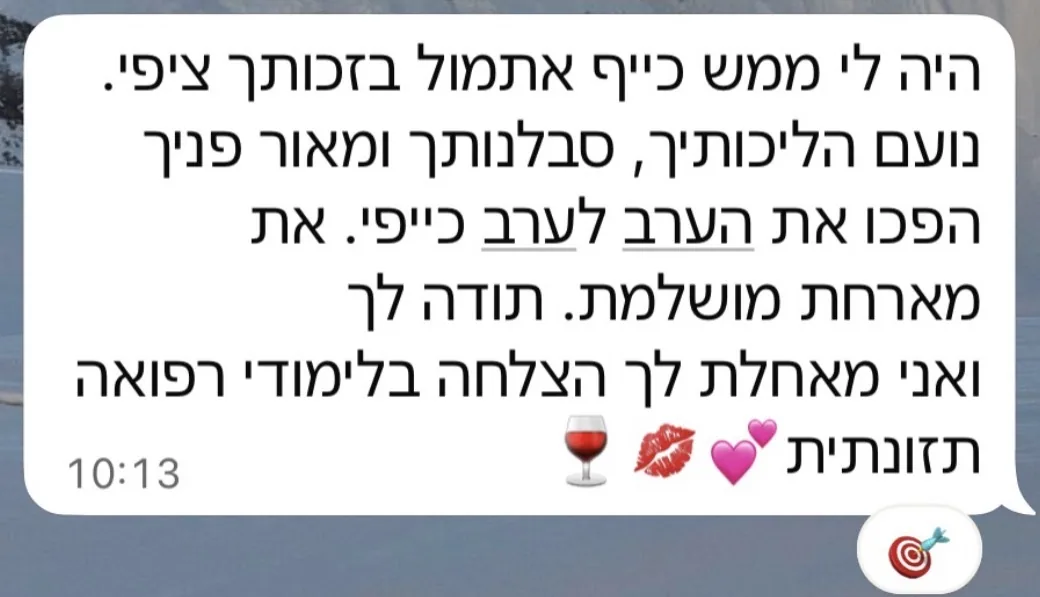 היה לי ממש כייף אתמול בזכותך ציפי.
נועם הליכותיך, סבלנותך ומאור פניך
הפכו את הערב לערב כייפי. את
מארחת מושלמת. תודה לך
ואני מאחלת לך הצלחה בלימודי רפואה
תזונתית 💕 💋 🍷
10:13
🎯